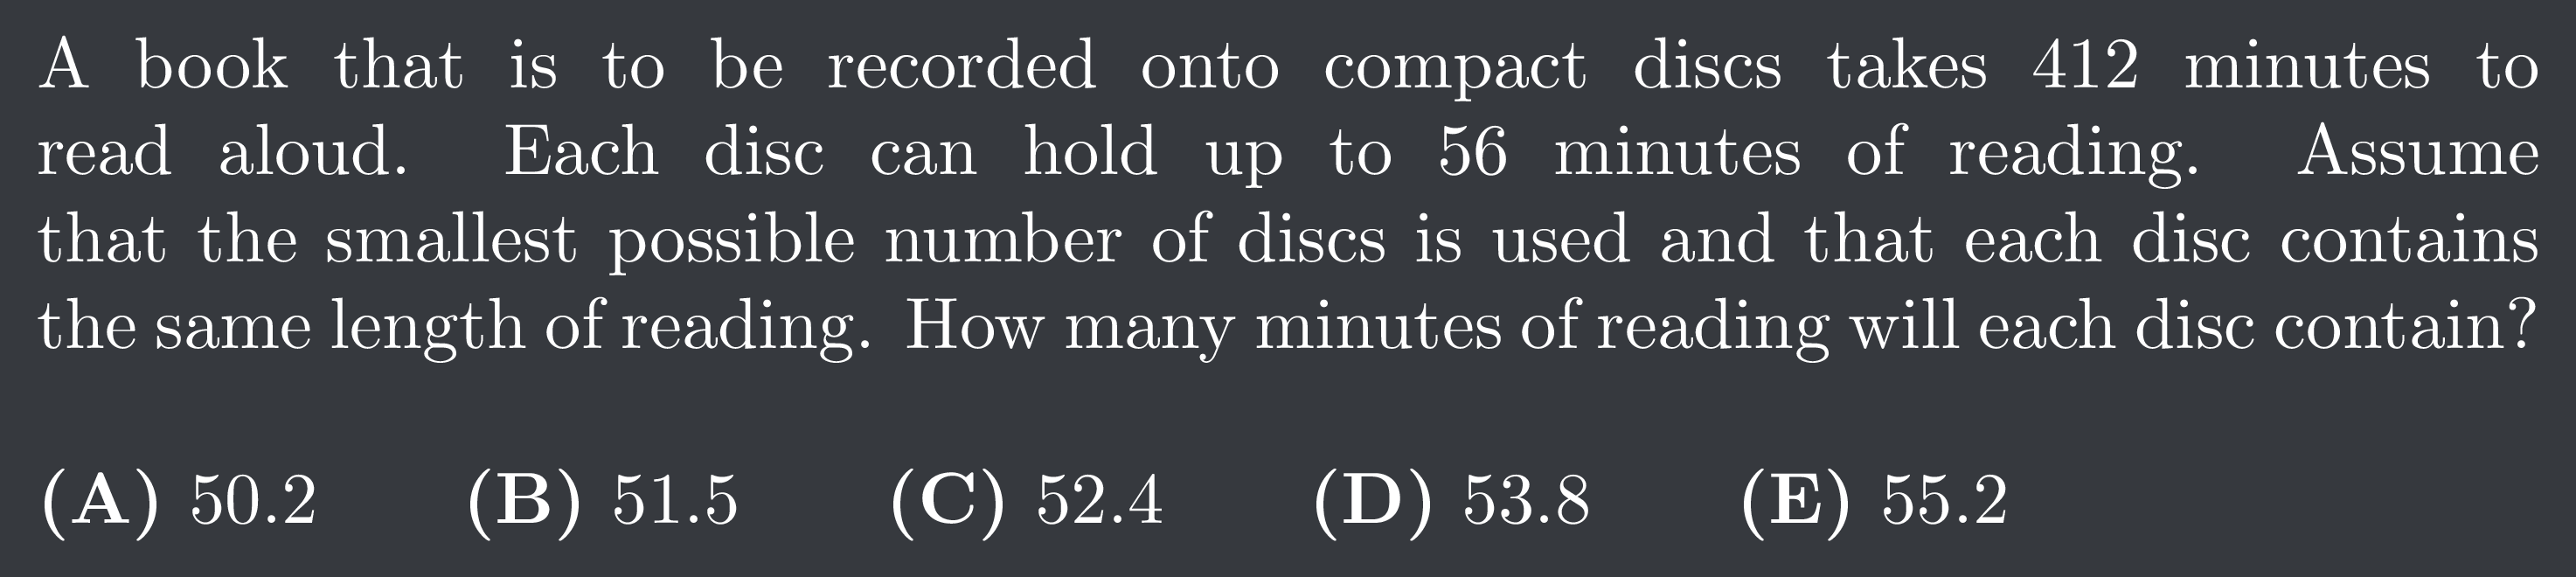 A book that is to be recorded onto compact discs takes 412 minutes to
read aloud. Each disc can hold up to 56 minutes of reading. Assume
that the smallest possible number of discs is used and that each disc contains
the same length of reading. How many minutes of reading will each disc contain?
(A) 50.2 (B) 51.5 (C) 52.4 (D) 53.8 (E) 55.2